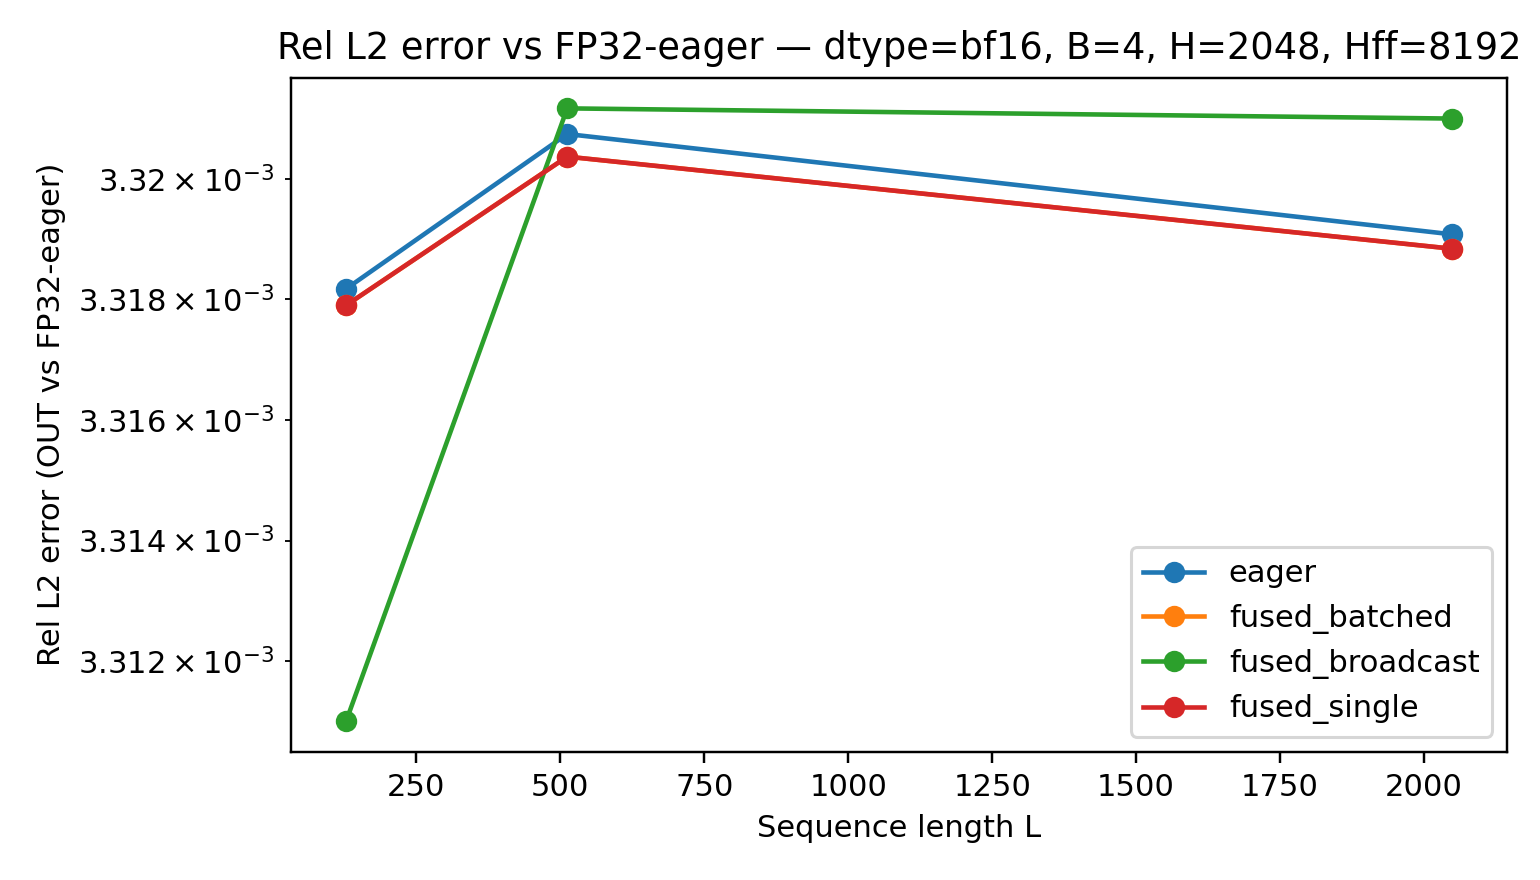 Rel L2 error vs FP32-eager — dtype=bf16, B=4, H=2048, Hff=8192
Rel L2 error (OUT vs FP32-eager)
3.32 × 10⁻³
3.318 × 10⁻³
3.316 × 10⁻³
3.314 × 10⁻³
3.312 × 10⁻³
eager
fused_batched
fused_broadcast
fused_single
250 500 750 1000 1250 1500 1750 2000
Sequence length L